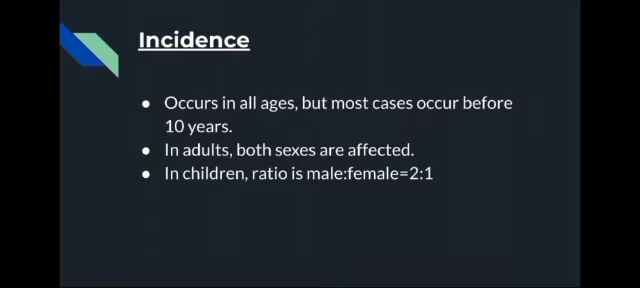 Incidence
● Occurs in all ages, but most cases occur before
10 years.
● In adults, both sexes are affected.
● In children, ratio is male:female=2:1